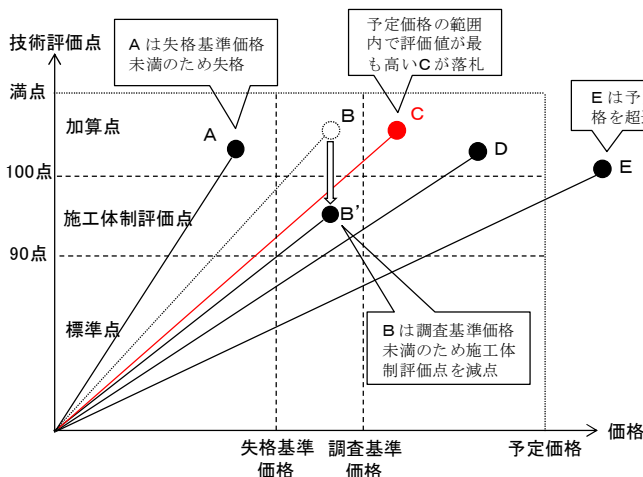 技術評価点
Aは失格基準価格
未満のため失格
予定価格の範囲
内で評価値が最
も高いCが落札
Eは予
格を超
満点
加算点
A
B
C
D
E
100点
施工体制評価点
B'
90点
標準点
Bは調査基準価格
未満のため施工体
制評価点を減点
価格
失格基準
価格
調査基準
価格
予定価格